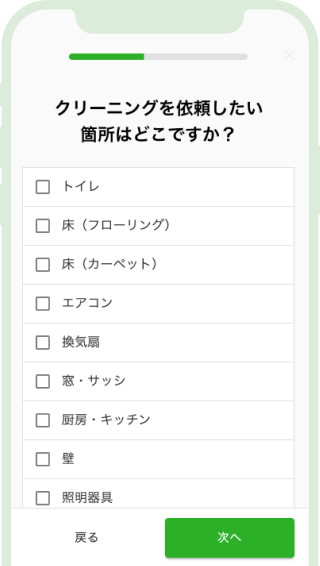 クリーニングを依頼したい
箇所はどこですか？
トイレ
床（フローリング）
床（カーペット）
エアコン
換気扇
窓・サッシ
厨房・キッチン
壁
照明器具
戻る
次へ